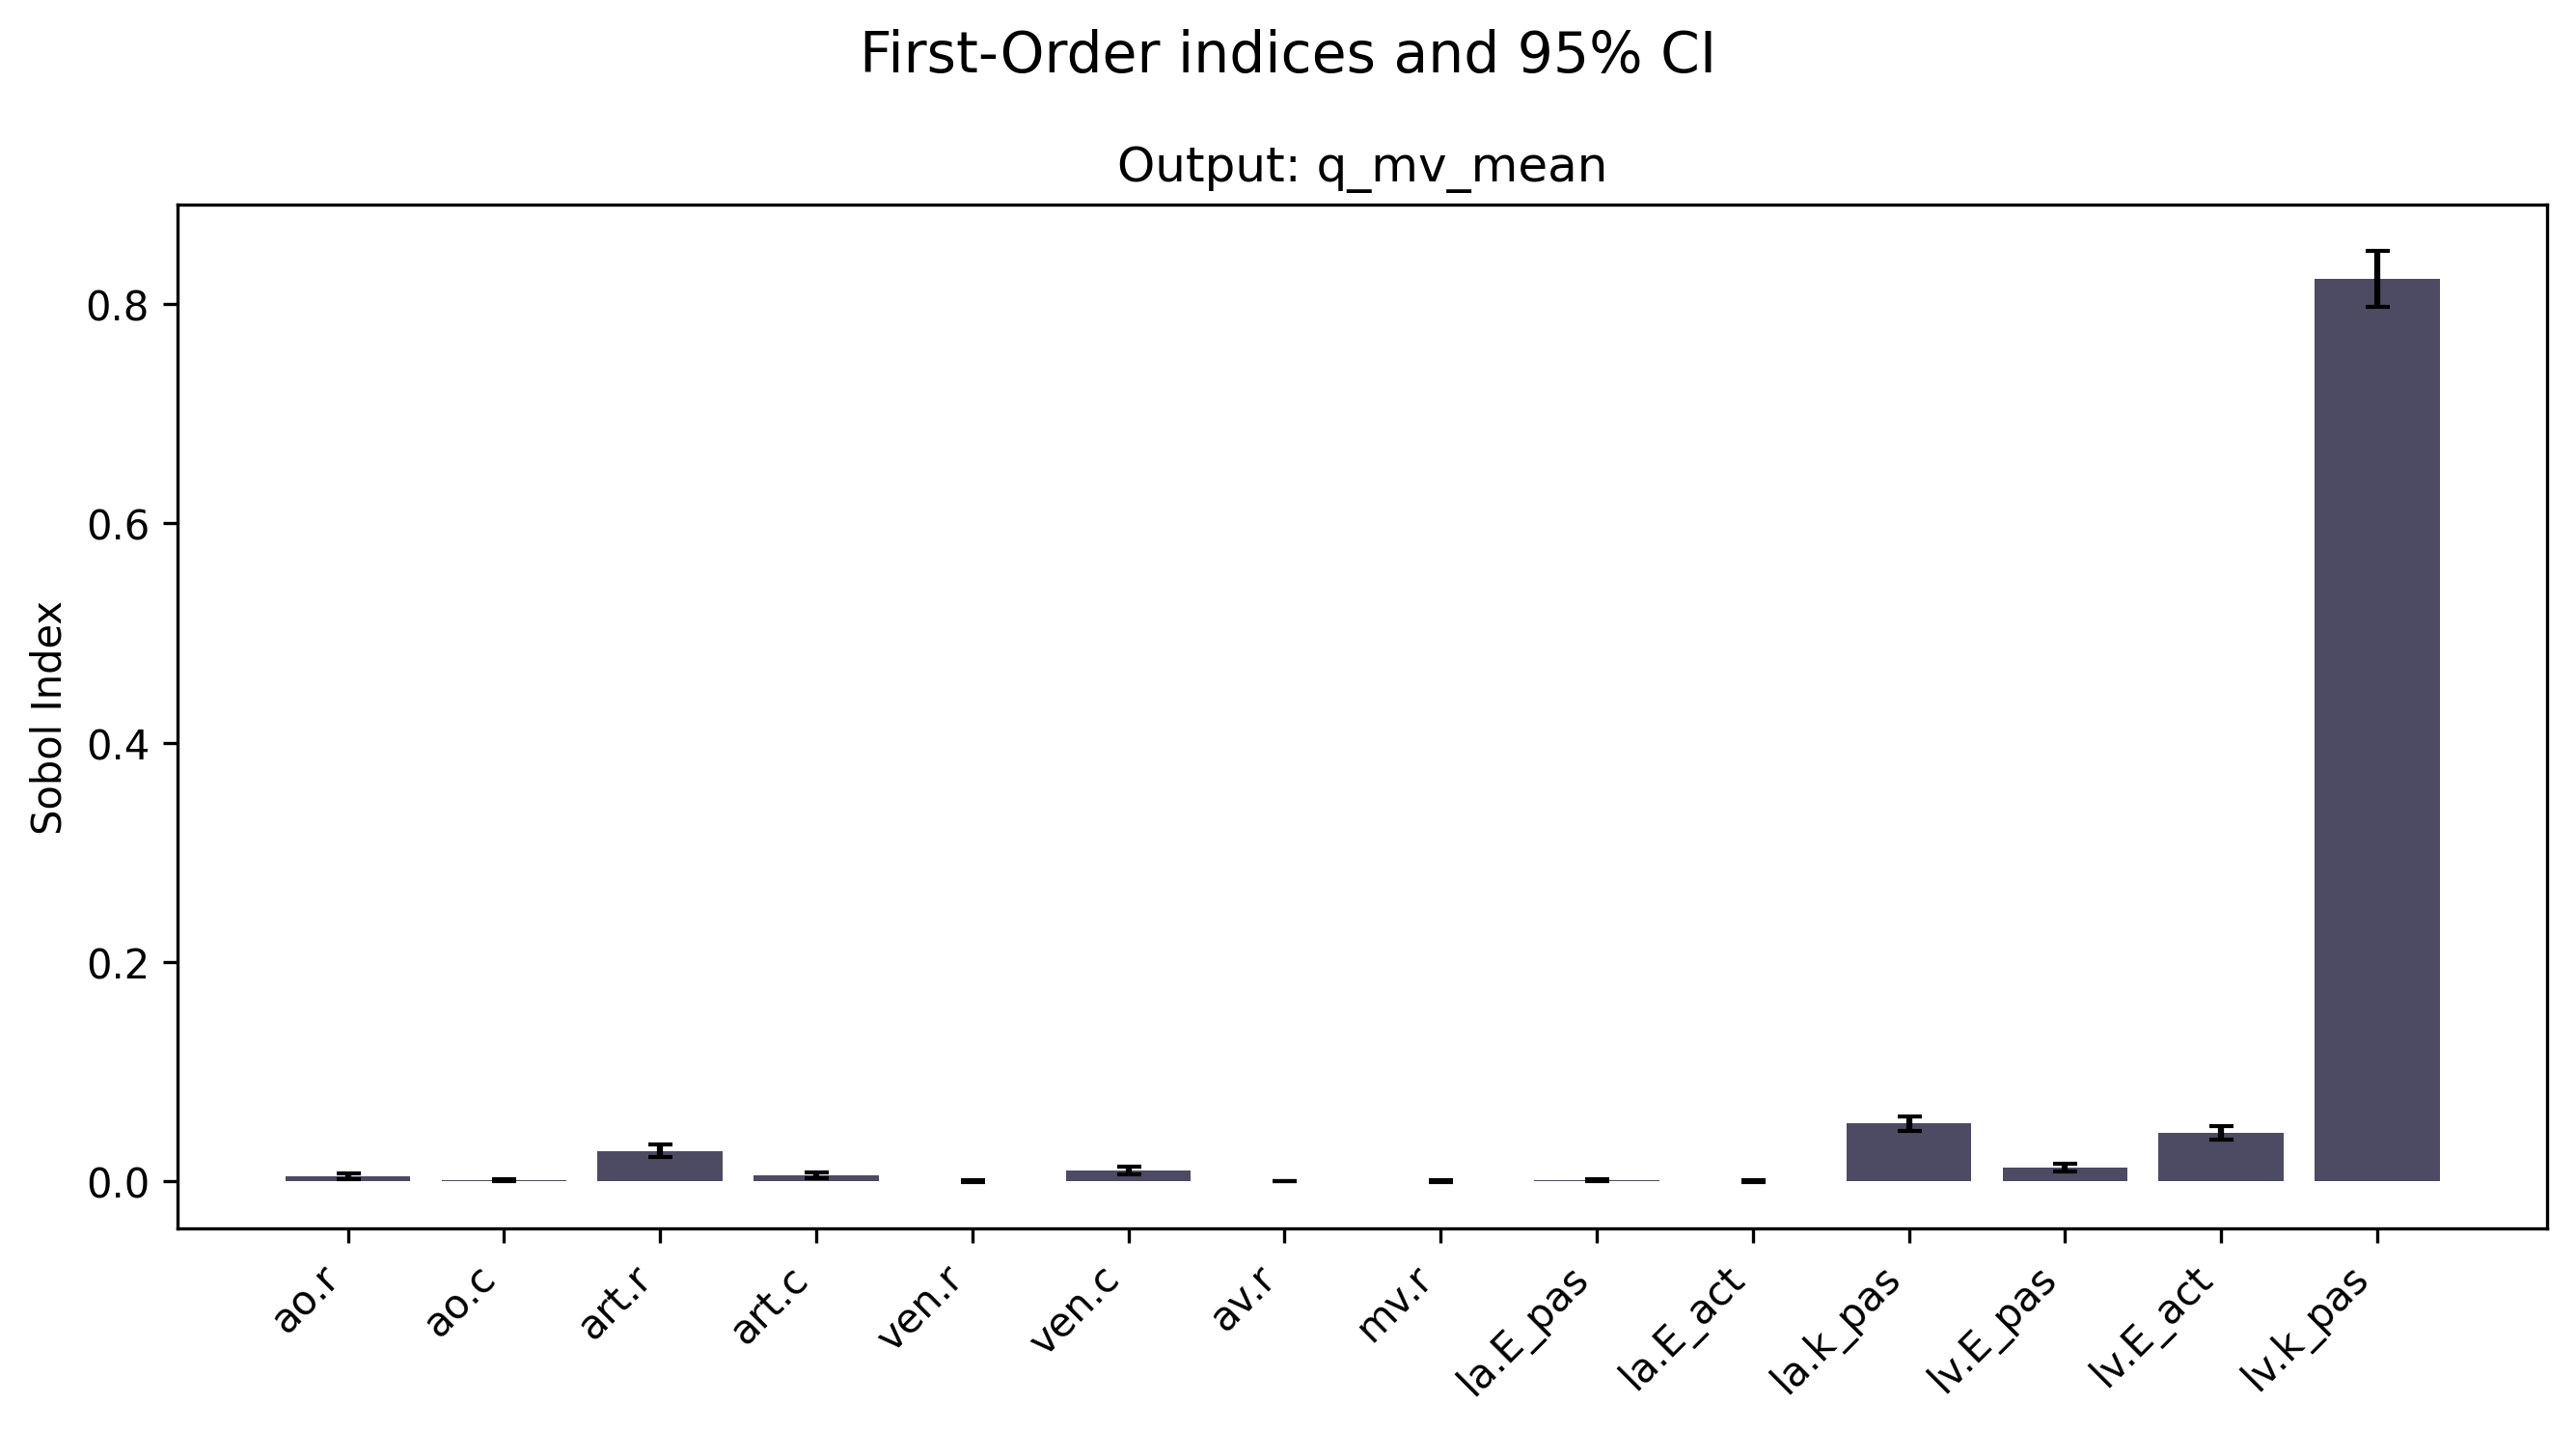 First-Order indices and 95% CI
Output: q_mv_mean
Sobol Index
0.8
0.6
0.4
0.2
0.0
ao.r
ao.c
art.r
art.c
ven.r
ven.c
av.r
mv.r
la.E_pas
la.E_act
la.k_pas
lv.E_pas
lv.E_act
lv.k_pas